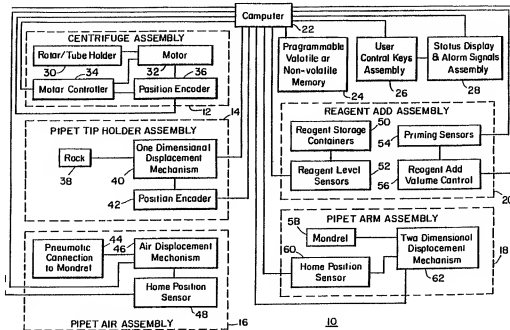 Computer
22
CENTRIFUGE ASSEMBLY
Rotor/Tube Holder
30
34
Motor
32
36
Motor Controller
Position Encoder
12
Programmable
Volatile or
Non-volatile
Memory
24
User
Control Keys
Assembly
26
Status Display
& Alarm Signals
Assembly
28
14
PIPET TIP HOLDER ASSEMBLY
Rack
38
One Dimensional
Displacement
Mechanism
40
Position Encoder
42
REAGENT ADD ASSEMBLY
50
Reagent Storage
Containers
54
Priming Sensors
Reagent Level
Sensors
52
56
Reagent Add
Volume Control
20
44
Pneumatic
Connection
to Mandrel
46
Air Displacement
Mechanism
Home Position
Sensor
48
PIPET AIR ASSEMBLY
16
PIPET ARM ASSEMBLY
58
Mandrel
160
Home Position
Sensor
Two Dimensional
Displacement
Mechanism
62
18
10